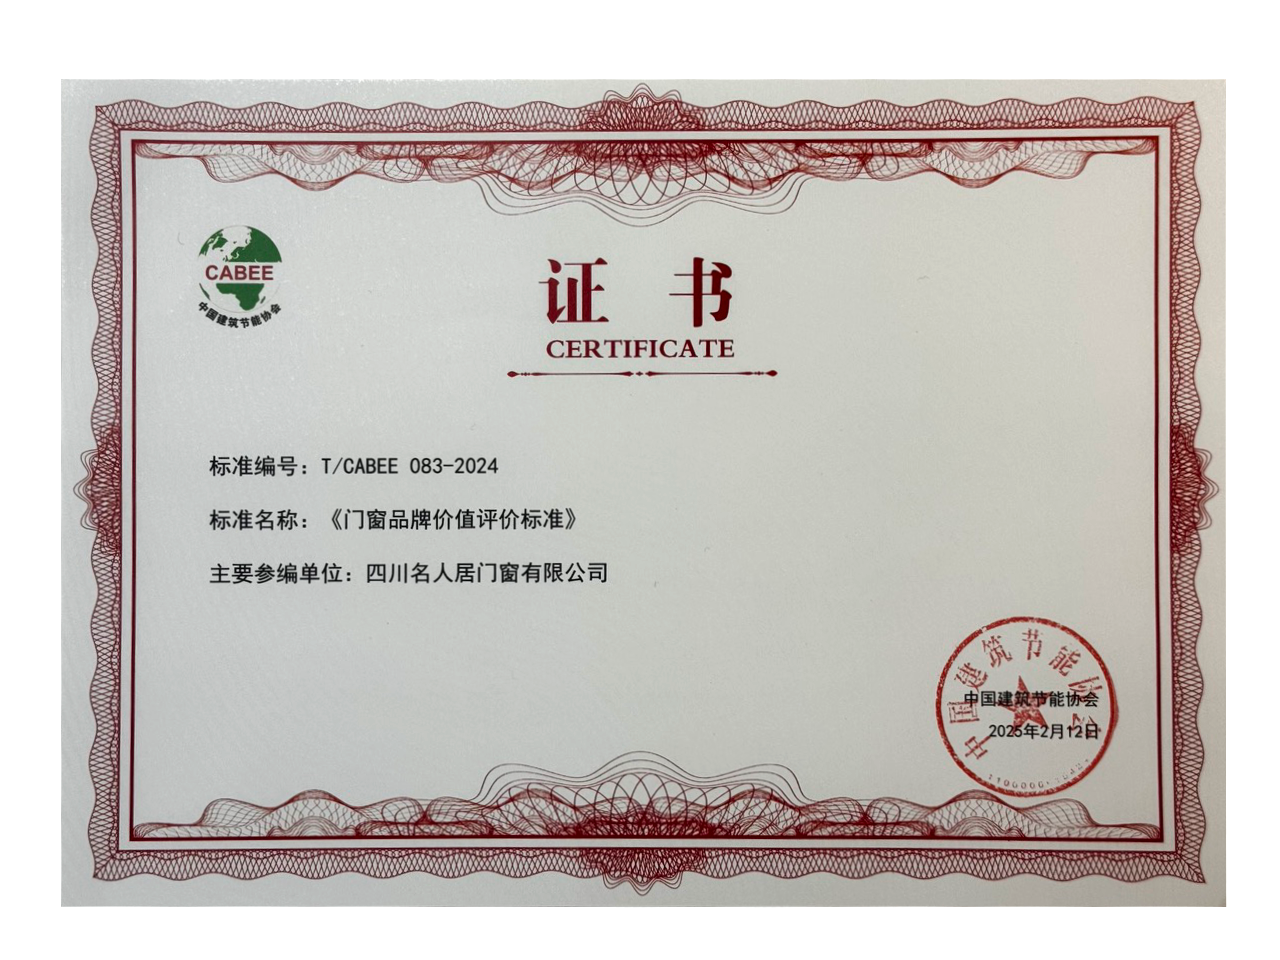 CABEE
中国建筑节能协会
证书
CERTIFICATE
标准编号：T/CABEE 083-2024
标准名称：《门窗品牌价值评价标准》
主要参编单位：四川名人居门窗有限公司
中国建筑节能协会
中国建筑节能协会
2025年2月12日